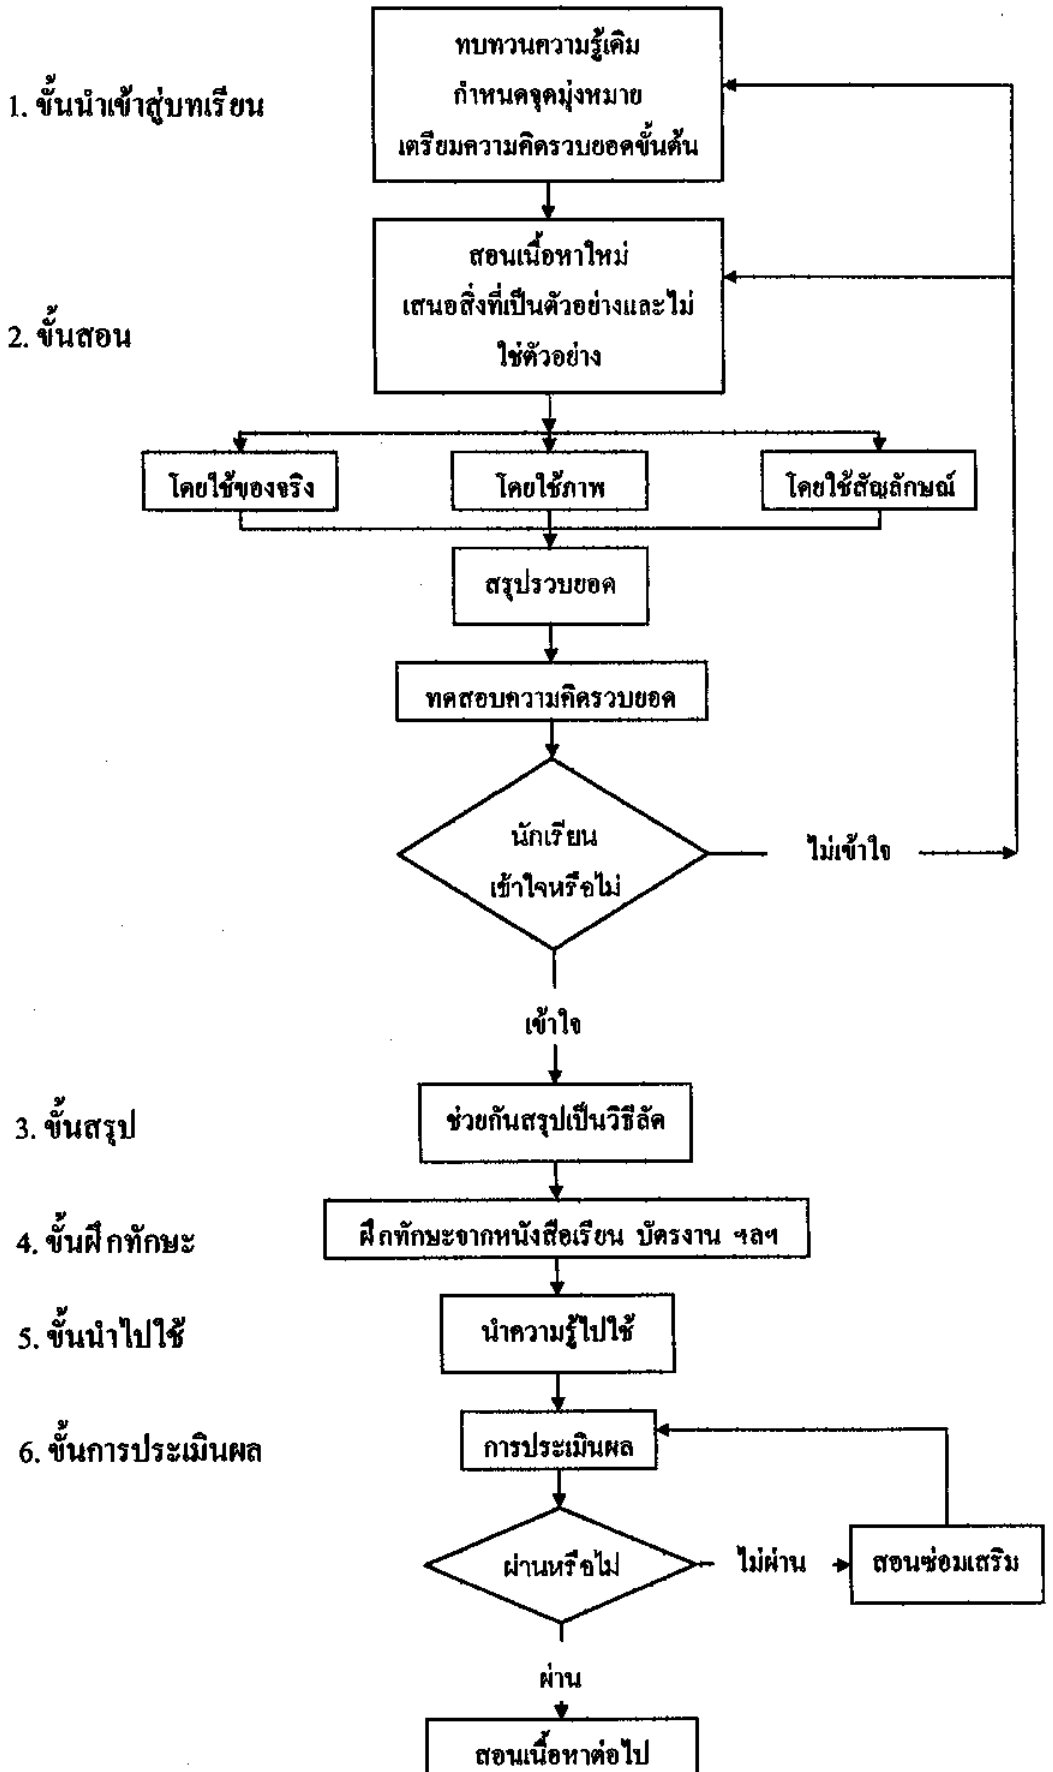 ทบทวนความรู้เดิม
1. ขั้นนำเข้าสู่บทเรียน
กำหนดจุดมุ่งหมาย
เตรียมความคิดรวบยอดขั้นต้น
สอนเนื้อหาใหม่
เสนอสิ่งที่เป็นตัวอย่างและไม่
2. ขั้นสอน
ใช่ตัวอย่าง
โดยใช้ของจริง
โดยใช้ภาพ
โดยใช้สัญลักษณ์
สรุปรวบยอด
ทดสอบความคิดรวบยอด
นักเรียน
เข้าใจหรือไม่
ไม่เข้าใจ
เข้าใจ
3. ขั้นสรุป
ช่วยกันสรุปเป็นวิธีลัด
4. ขั้นฝึกทักษะ
ฝึกทักษะจากหนังสือเรียน บัตรงาน ฯลฯ
5. ขั้นนำไปใช้
นำความรู้ไปใช้
6. ขั้นการประเมินผล
การประเมินผล
ผ่านหรือไม่
ไม่ผ่าน
สอนซ่อมเสริม
ผ่าน
สอนเนื้อหาต่อไป